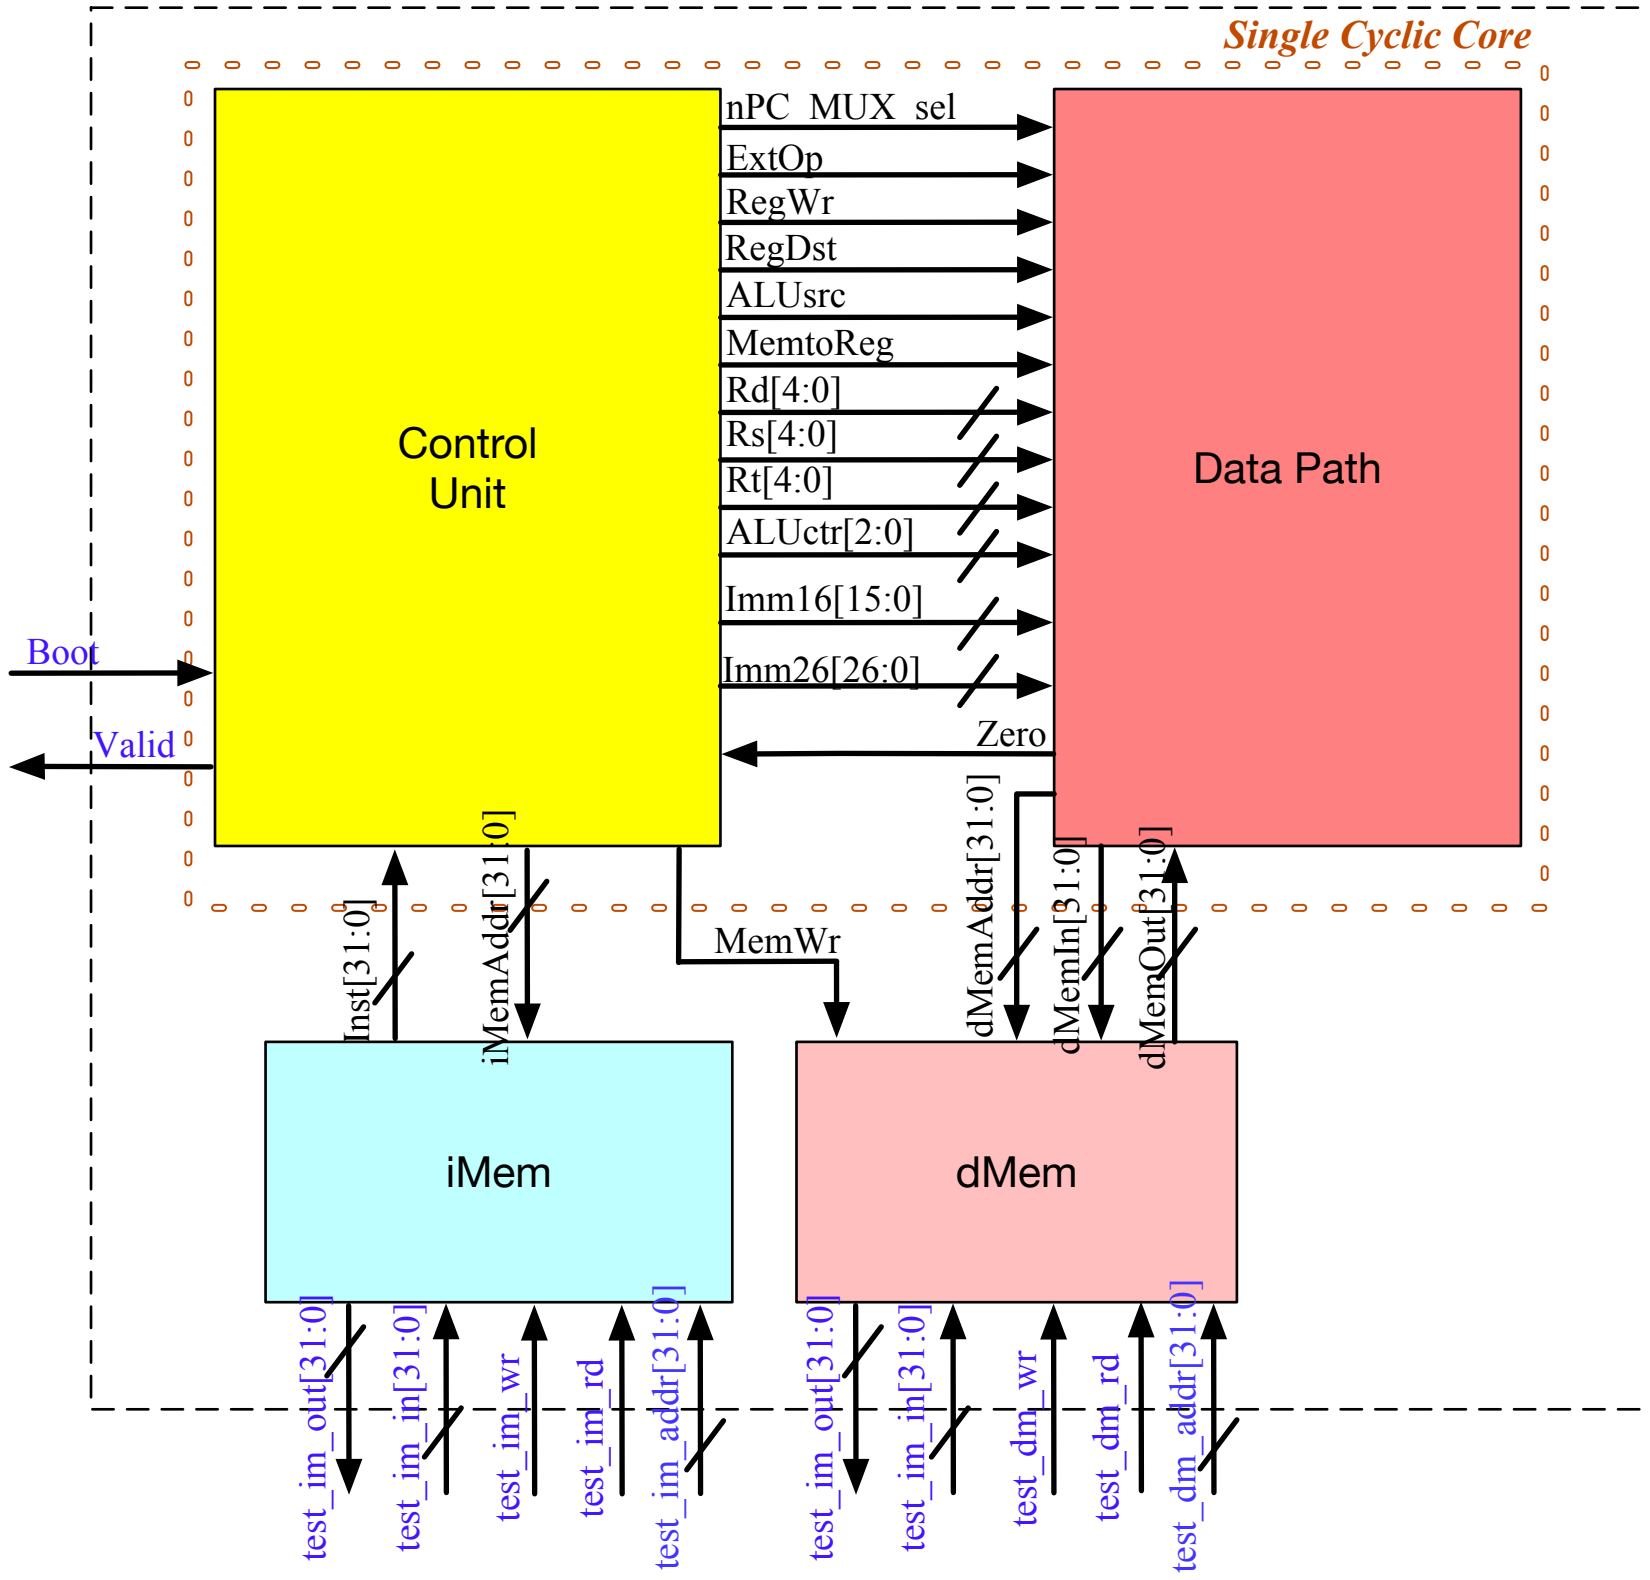 Single Cyclic Core
nPC_MUX_sel
ExtOp
RegWr
RegDst
ALUsrc
MemtoReg
Rd[4:0]
Rs[4:0]
Rt[4:0]
ALUctr[2:0]
Imm16[15:0]
Imm26[26:0]
Zero
Control
Unit
Data Path
Boot
Valid
Inst[31:0]
iMemAddr[31:0]
MemWr
dMemAddr[31:0]
dMemIn[31:0]
dMemOut[31:0]
iMem
dMem
test_im_out[31:0]
test_im_in[31:0]
test_im_wr
test_im_rd
test_im_addr[31:0]
test_im_out[31:0]
test_im_in[31:0]
test_dm_wr
test_dm_rd
test_dm_addr[31:0]